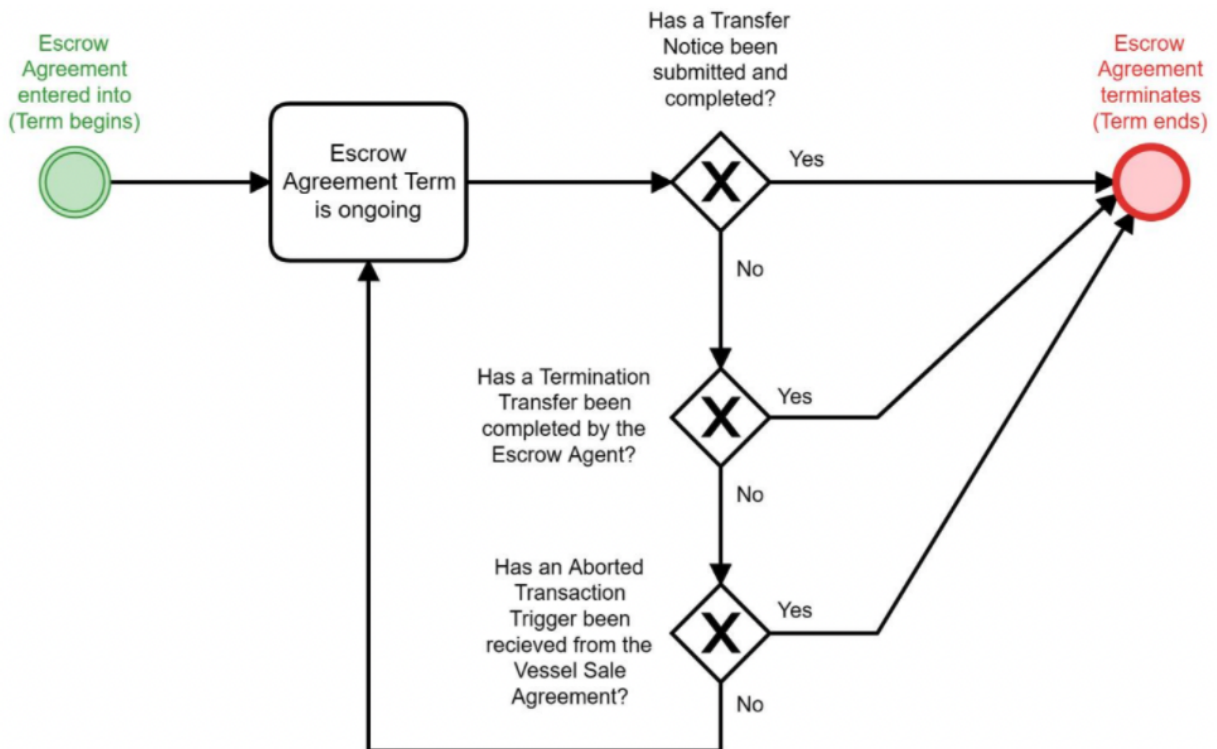 Escrow
Agreement
entered into
(Term begins)
Escrow
Agreement Term
is ongoing
Has a Transfer
Notice been
submitted and
completed?
Yes
No
Escrow
Agreement
terminates
(Term ends)
Has a Termination
Transfer been
completed by the
Escrow Agent?
Yes
No
Has an Aborted
Transaction
Trigger been
recieved from the
Vessel Sale
Agreement?
Yes
No